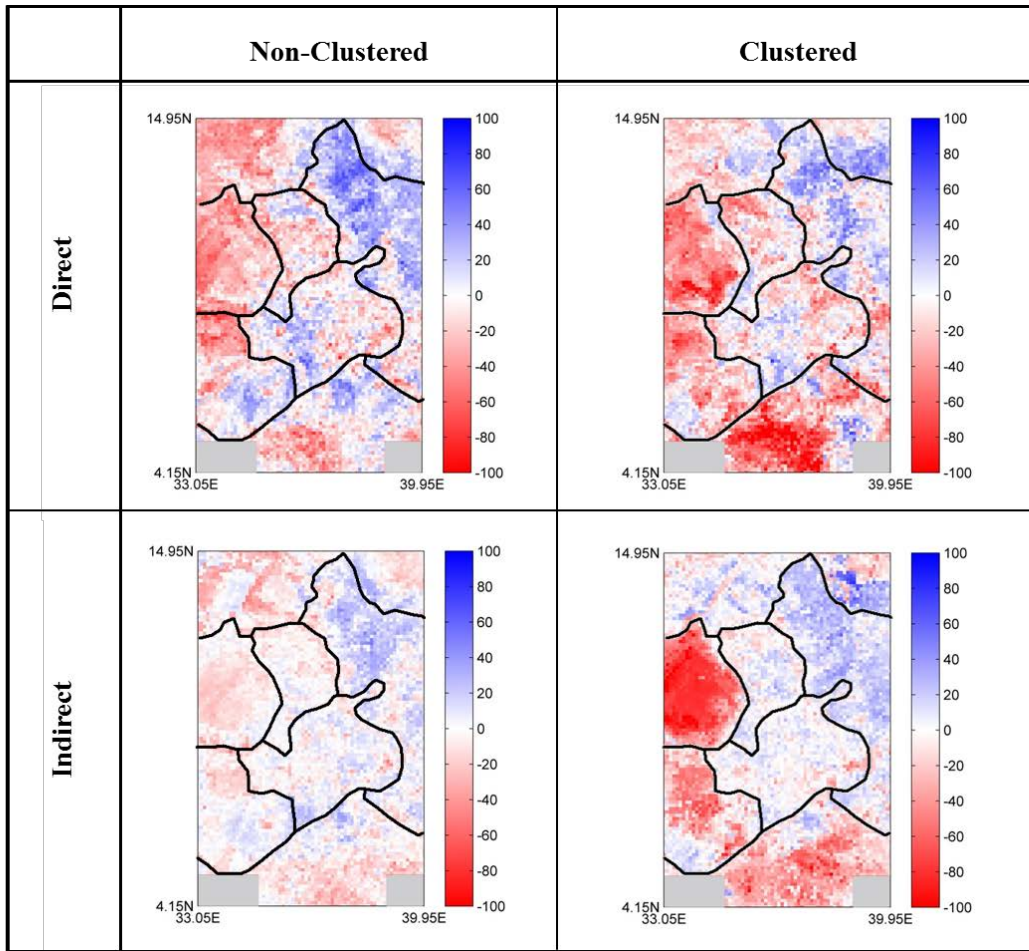 Non-Clustered
Clustered
Direct
14.95N
4.15N
33.05E
39.95E
100
80
60
40
20
0
-20
-40
-60
-80
-100
14.95N
4.15N
33.05E
39.95E
100
80
60
40
20
0
-20
-40
-60
-80
-100
Indirect
14.95N
4.15N
33.05E
39.95E
100
80
60
40
20
0
-20
-40
-60
-80
-100
14.95N
4.15N
33.05E
39.95E
100
80
60
40
20
0
-20
-40
-60
-80
-100